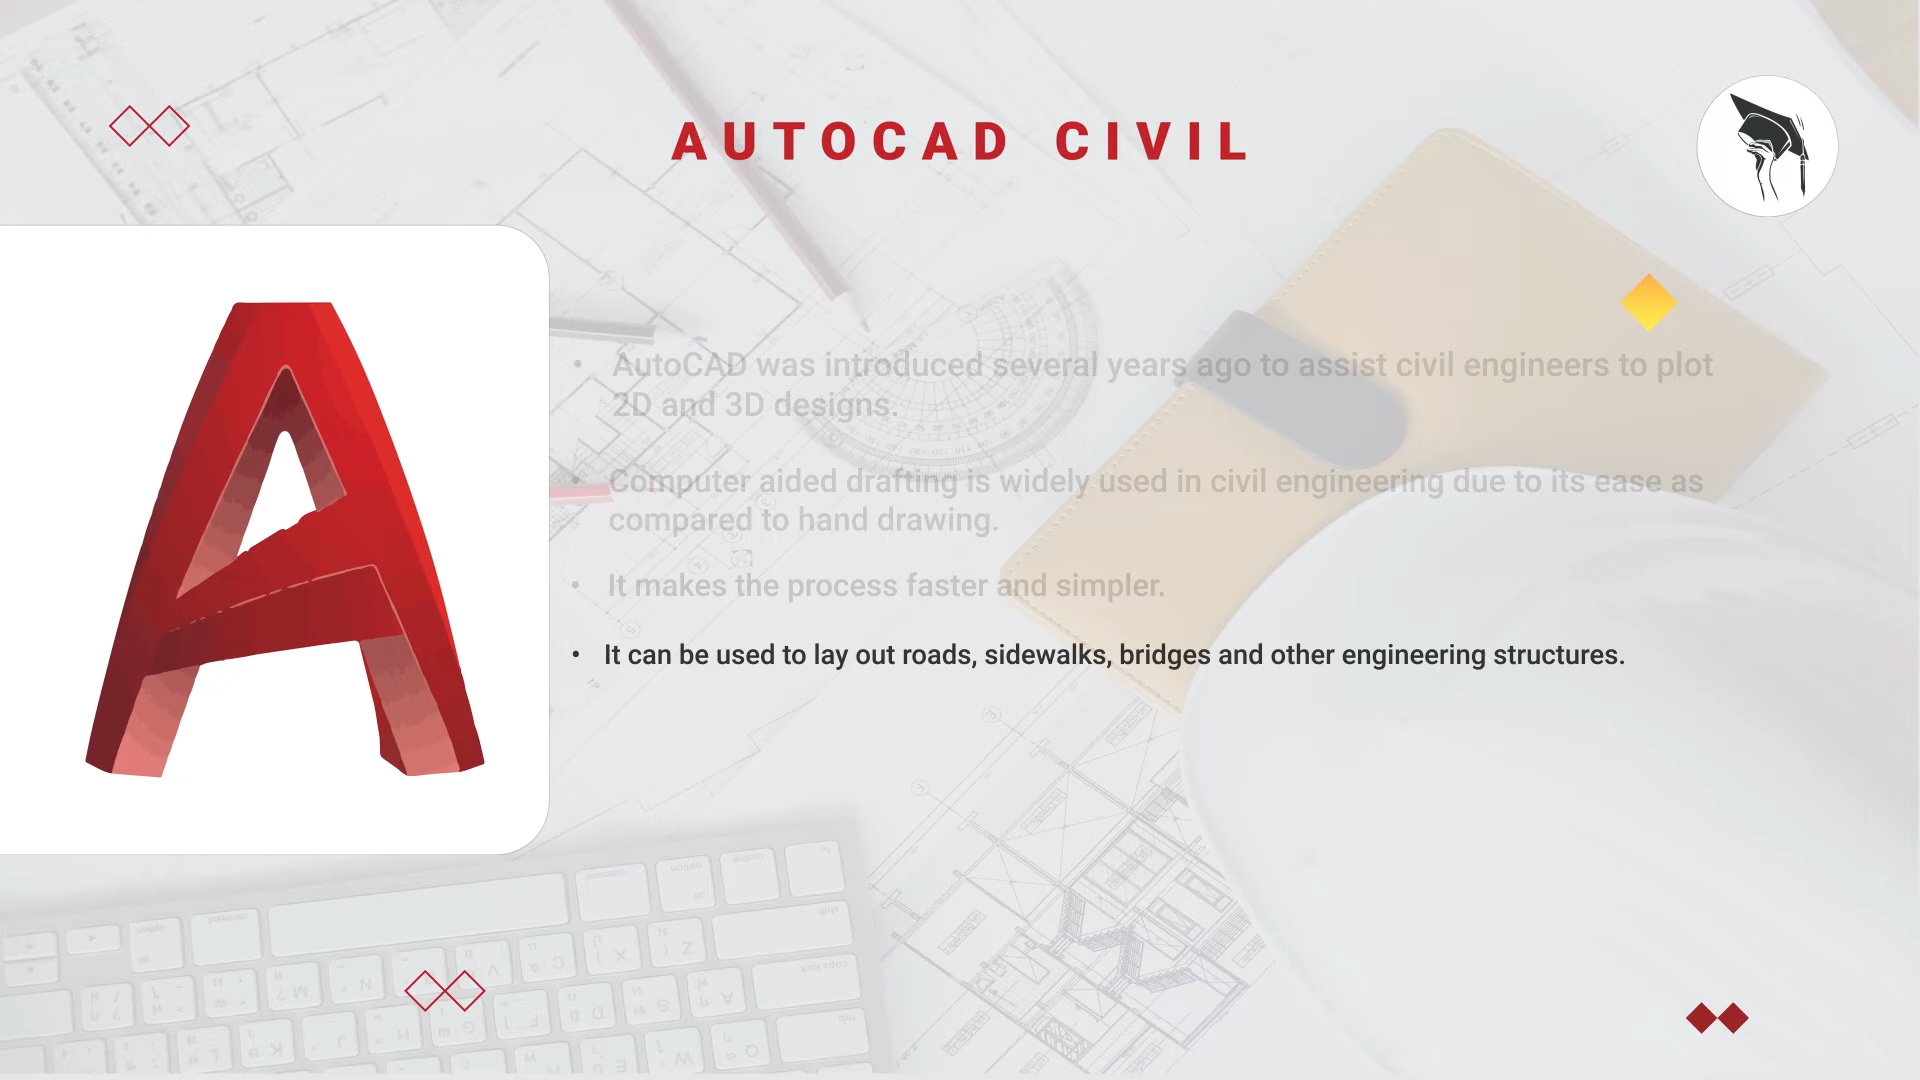 AUTOCAD CIVIL
• AutoCAD was introduced several years ago to assist civil engineers to plot
2D and 3D designs.
• Computer aided drafting is widely used in civil engineering due to its ease as
compared to hand drawing.
• It makes the process faster and simpler.
• It can be used to lay out roads, sidewalks, bridges and other engineering structures.